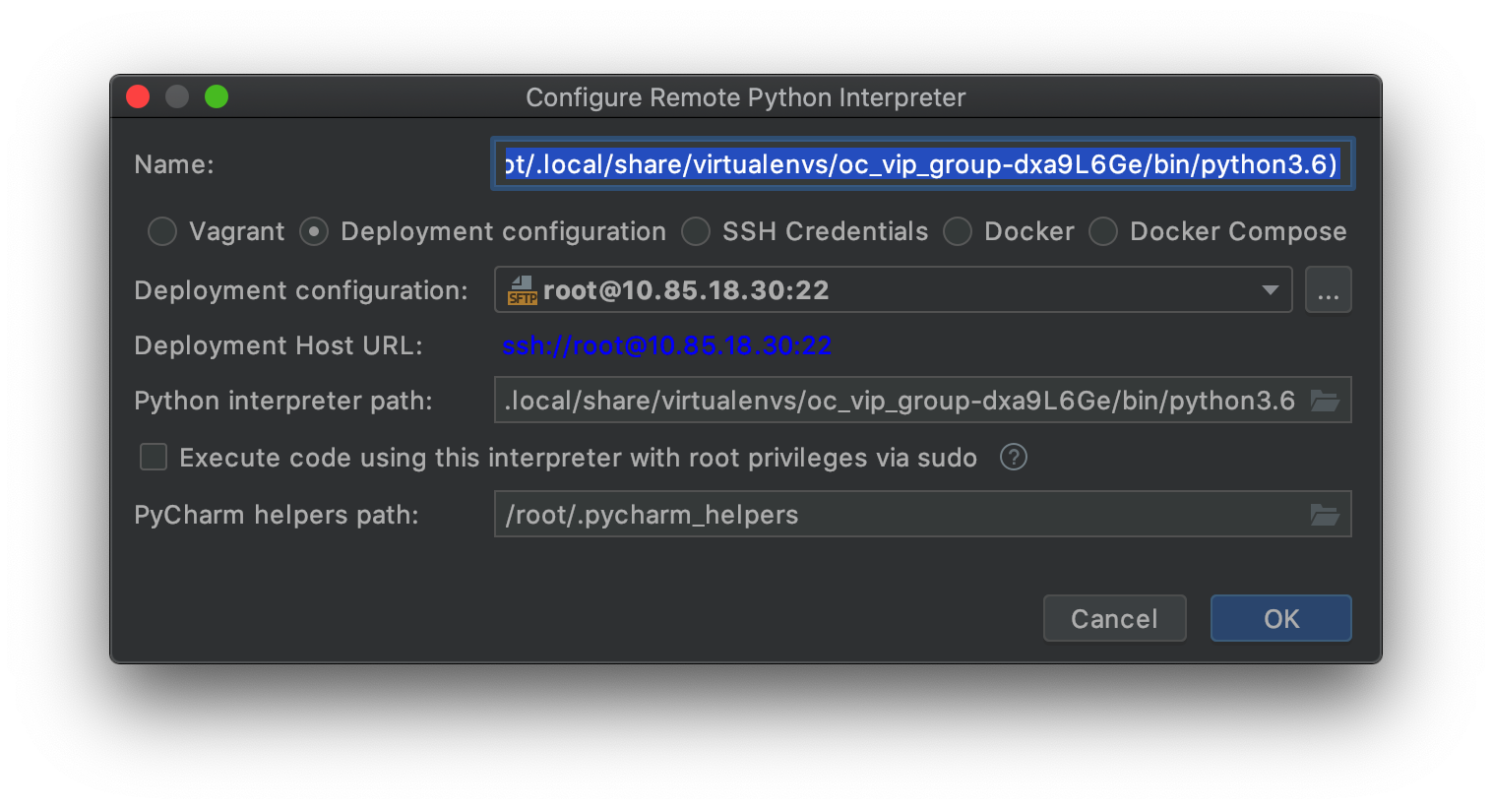 Configure Remote Python Interpreter
Name: ot/.local/share/virtualenvs/oc_vip_group-dxa9L6Ge/bin/python3.6)
Vagrant Deployment configuration SSH Credentials Docker Docker Compose
Deployment configuration: SFTP root@10.85.18.30:22 ...
Deployment Host URL: ssh://root@10.85.18.30:22
Python interpreter path: .local/share/virtualenvs/oc_vip_group-dxa9L6Ge/bin/python3.6
Execute code using this interpreter with root privileges via sudo ?
PyCharm helpers path: /root/.pycharm_helpers
Cancel OK